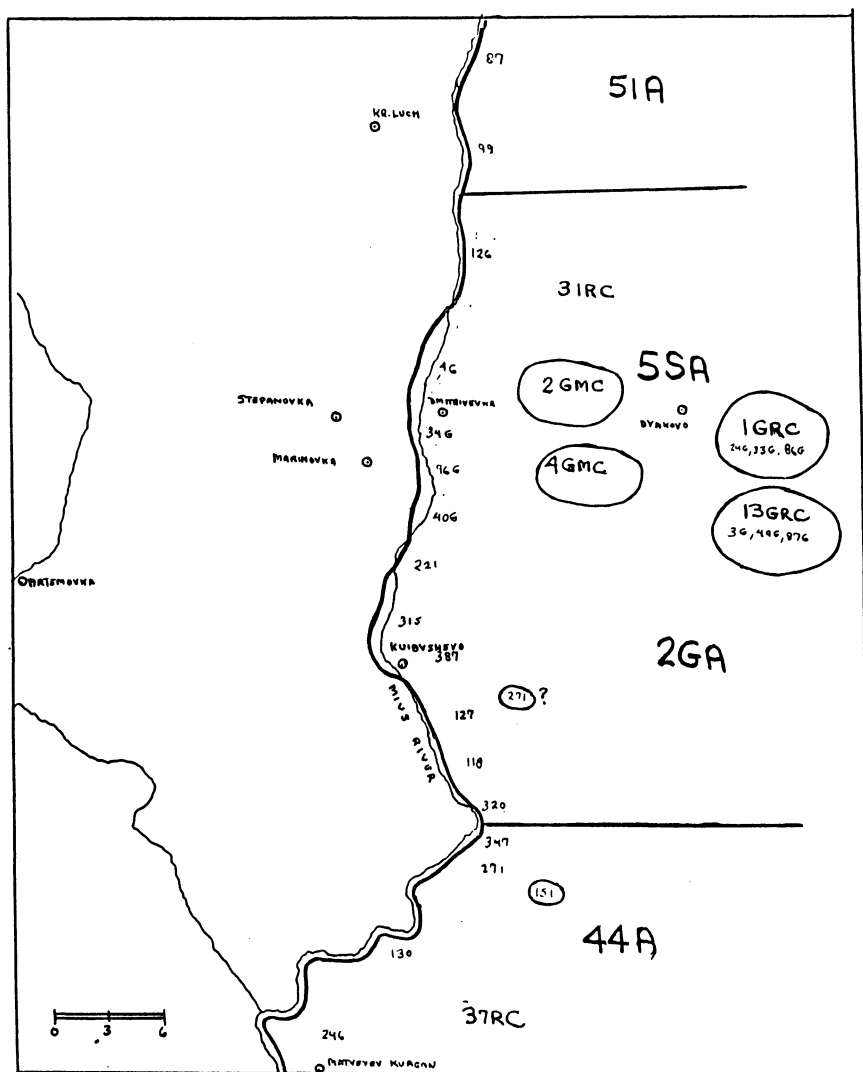 87
51A
KR. LUCH
99
126
31RC
4G
5SA
2GMC
STEPANOVKA
DMITRIVEVKA
DYAKOVO
1GRC
24G, 33G, 86G
34G
MARINOVKA
96G
4GMC
40G
13GRC
3G, 49G, 87G
221
ARTEMOVKA
315
KUIBYSHEVO
387
2GA
MIUS RIVER
271 ?
127
118
320
347
271
151
44A
130
37RC
0 3 6
246
MATVEYEV KURGAN